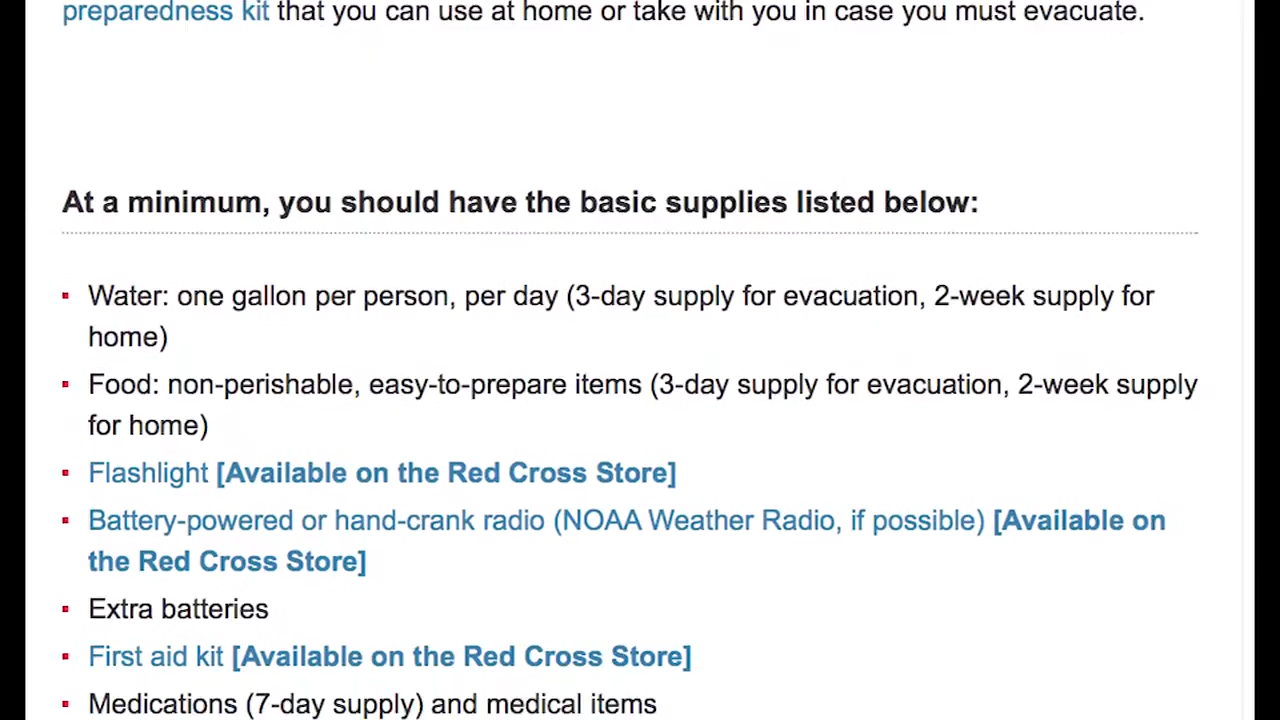 preparedness kit that you can use at home or take with you in case you must evacuate.
At a minimum, you should have the basic supplies listed below:
Water: one gallon per person, per day (3-day supply for evacuation, 2-week supply for
home)
Food: non-perishable, easy-to-prepare items (3-day supply for evacuation, 2-week supply
for home)
Flashlight [Available on the Red Cross Store]
Battery-powered or hand-crank radio (NOAA Weather Radio, if possible) [Available on
the Red Cross Store]
Extra batteries
First aid kit [Available on the Red Cross Store]
Medications (7-day supply) and medical items